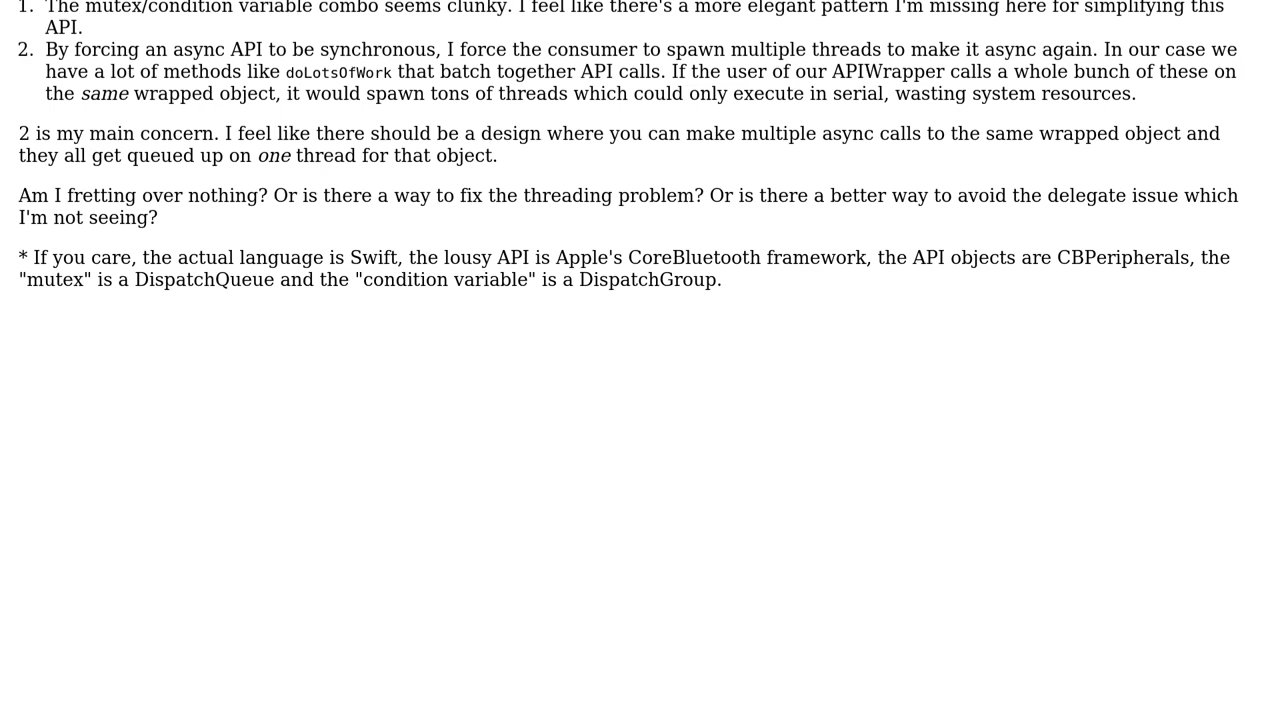 1. The mutex/condition variable combo seems clunky. I feel like there's a more elegant pattern I'm missing here for simplifying this
API.
2. By forcing an async API to be synchronous, I force the consumer to spawn multiple threads to make it async again. In our case we
have a lot of methods like doLotsOfWork that batch together API calls. If the user of our APIWrapper calls a whole bunch of these on
the same wrapped object, it would spawn tons of threads which could only execute in serial, wasting system resources.
2 is my main concern. I feel like there should be a design where you can make multiple async calls to the same wrapped object and
they all get queued up on one thread for that object.
Am I fretting over nothing? Or is there a way to fix the threading problem? Or is there a better way to avoid the delegate issue which
I'm not seeing?
* If you care, the actual language is Swift, the lousy API is Apple's CoreBluetooth framework, the API objects are CBPeripherals, the
"mutex" is a DispatchQueue and the "condition variable" is a DispatchGroup.